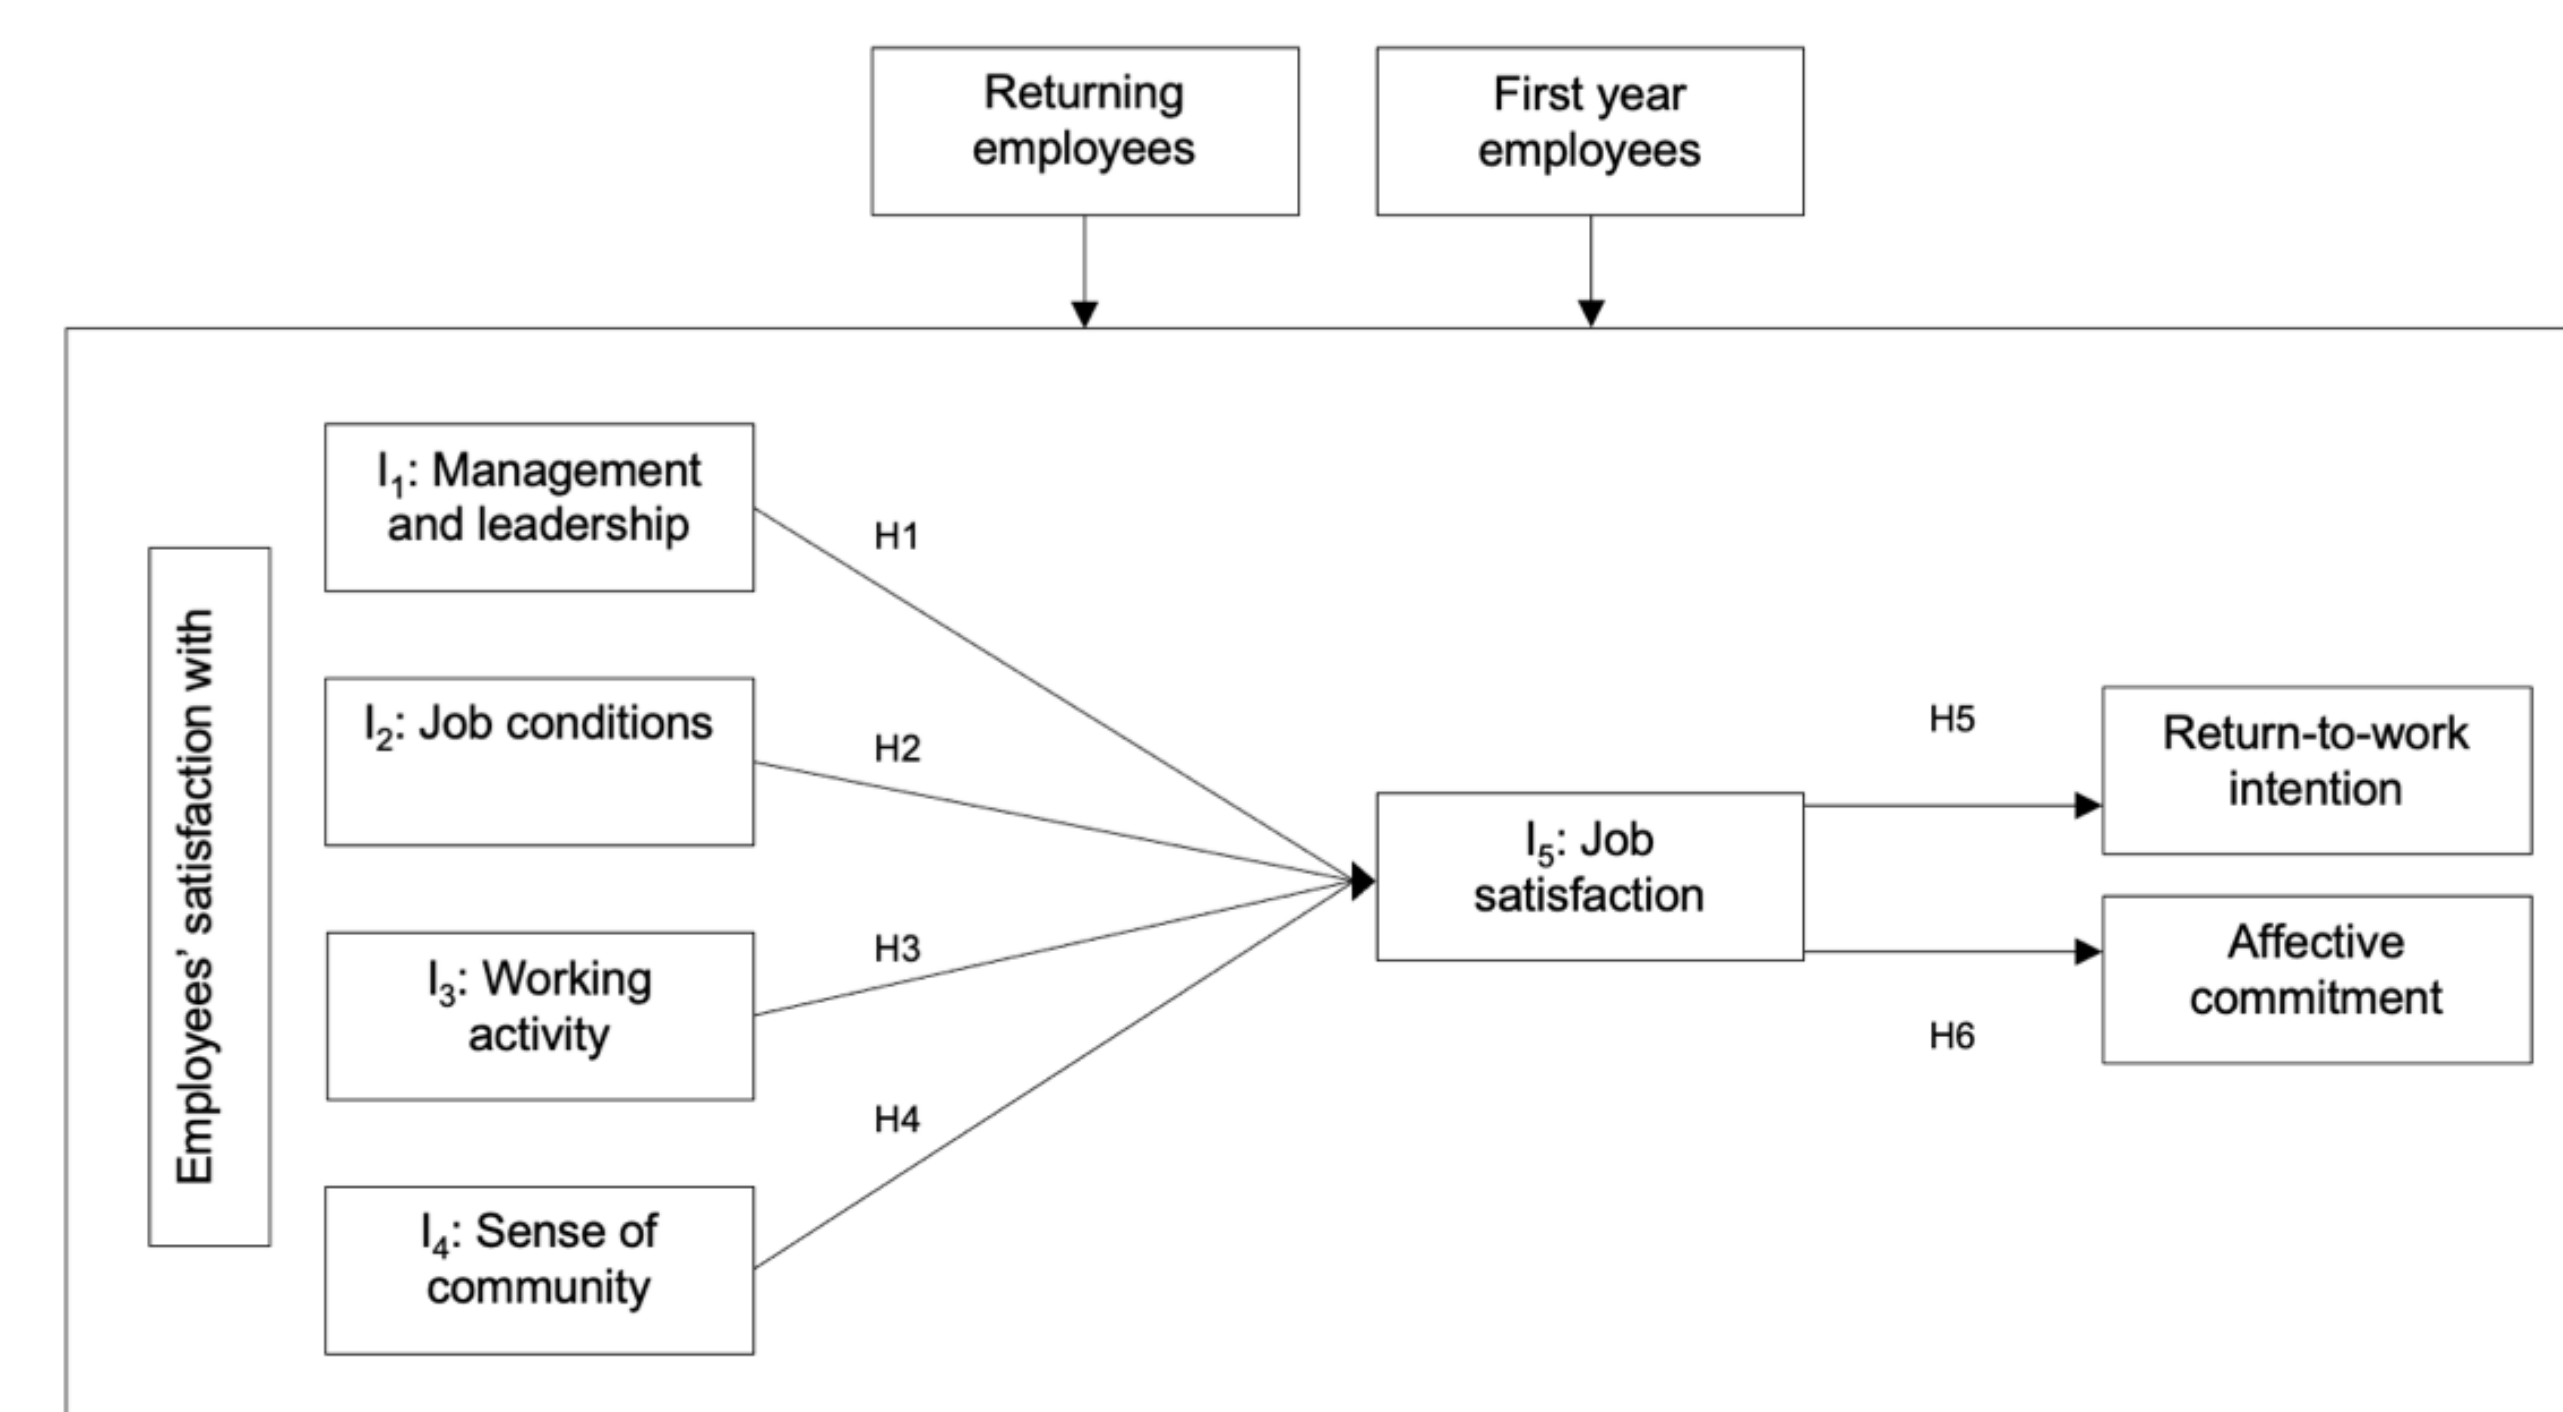 Returning
employees
First year
employees
Employees’ satisfaction with
I₁: Management
and leadership
I₂: Job conditions
I₃: Working
activity
I₄: Sense of
community
H1
H2
H3
H4
I₅: Job
satisfaction
H5
H6
Return-to-work
intention
Affective
commitment